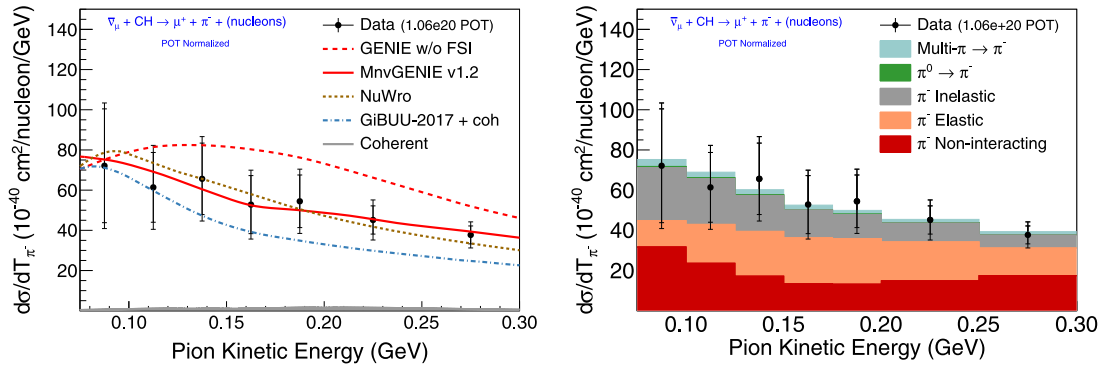 ν̄μ + CH → μ⁺ + π⁻ + (nucleons)
POT Normalized
Data (1.06e20 POT)
GENIE w/o FSI
MnvGENIE v1.2
NuWro
GiBUU-2017 + coh
Coherent
dσ/dTπ⁻ (10⁻⁴⁰ cm²/nucleon/GeV)
140
120
100
80
60
40
20
0.10
0.15
0.20
0.25
0.30
Pion Kinetic Energy (GeV)
ν̄μ + CH → μ⁺ + π⁻ + (nucleons)
POT Normalized
Data (1.06e+20 POT)
Multi-π → π⁻
π⁰ → π⁻
π⁻ Inelastic
π⁻ Elastic
π⁻ Non-interacting
dσ/dTπ⁻ (10⁻⁴⁰ cm²/nucleon/GeV)
140
120
100
80
60
40
20
0.10
0.15
0.20
0.25
0.30
Pion Kinetic Energy (GeV)